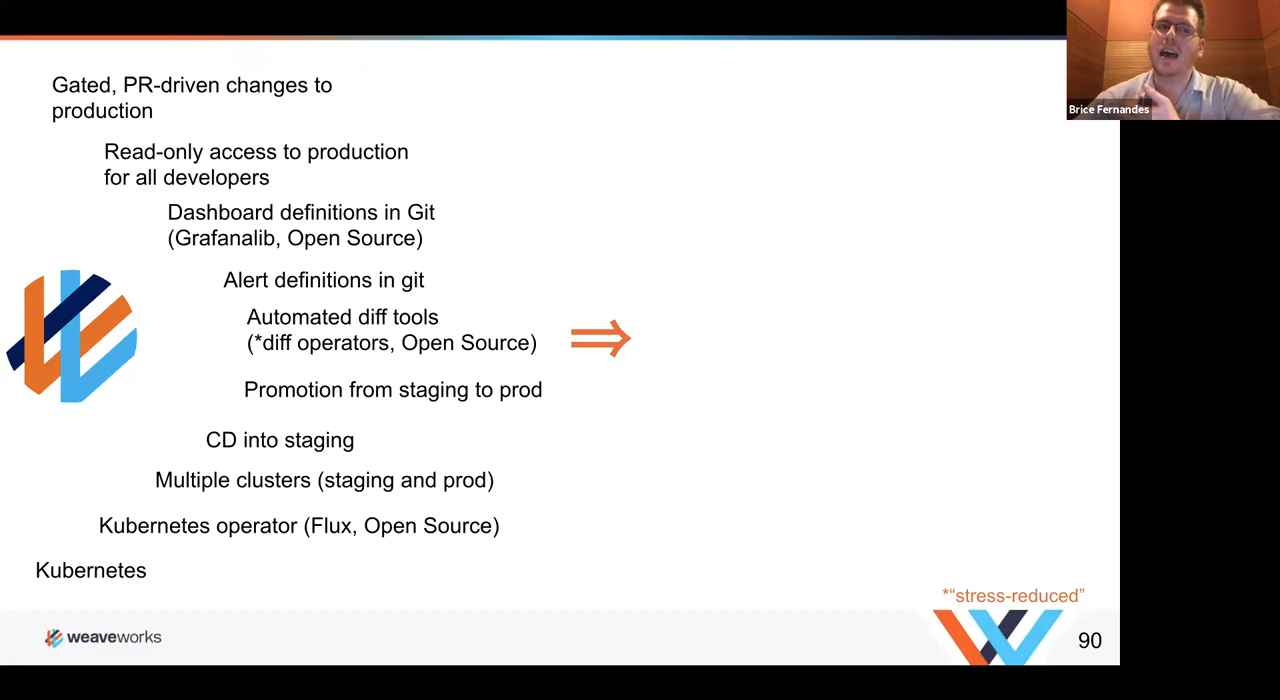 Brice Fernandes
Gated, PR-driven changes to
production
Read-only access to production
for all developers
Dashboard definitions in Git
(Grafanalib, Open Source)
Alert definitions in git
Automated diff tools
(*diff operators, Open Source)
Promotion from staging to prod
CD into staging
Multiple clusters (staging and prod)
Kubernetes operator (Flux, Open Source)
Kubernetes
*“stress-reduced”
weaveworks
90